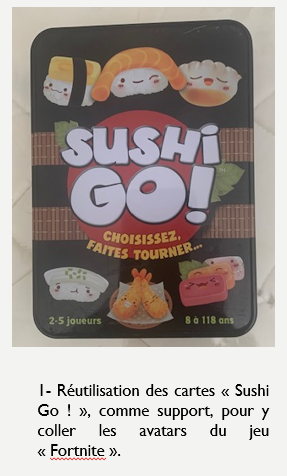 SUSHI
GO!
CHOISISSEZ,
FAITES TOURNER...
2-5 joueurs
8 à 118 ans
1- Réutilisation des cartes « Sushi
Go ! », comme support, pour y
coller les avatars du jeu
« Fortnite ».